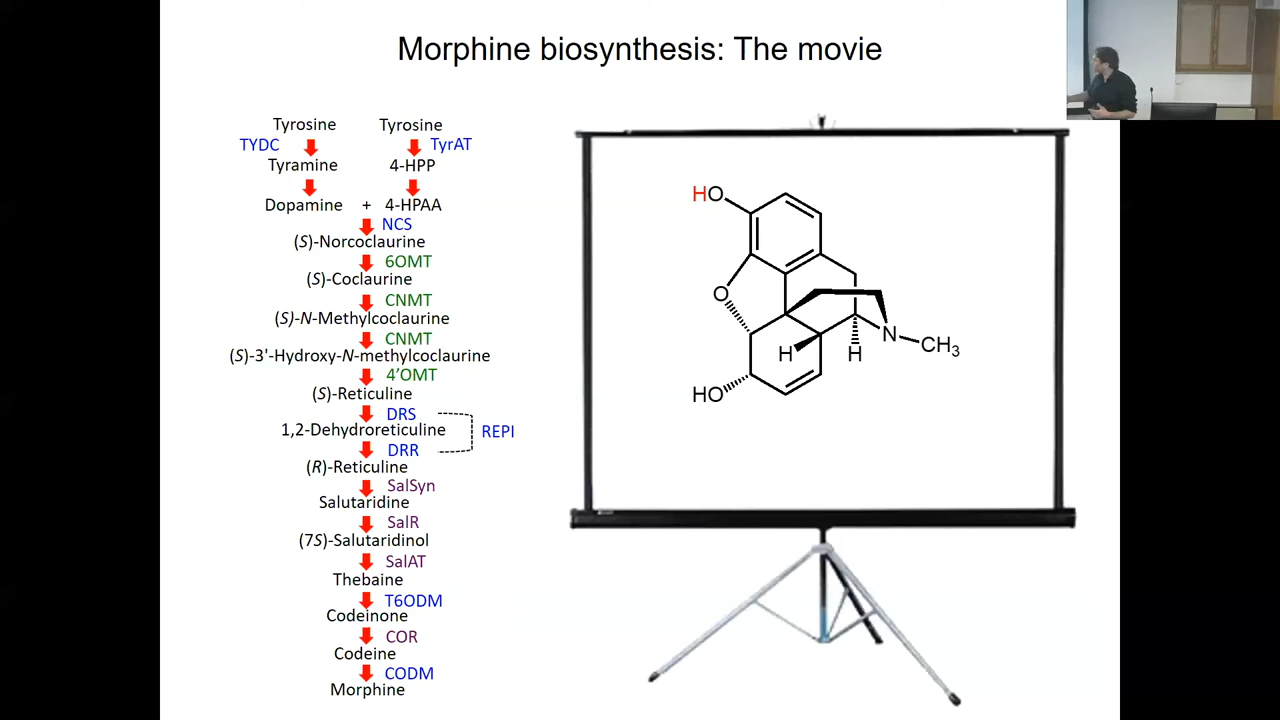 Morphine biosynthesis: The movie
Tyrosine Tyrosine
TYDC TyrAT
Tyramine 4-HPP
Dopamine + 4-HPAA
NCS
(S)-Norcoclaurine
6OMT
(S)-Coclaurine
CNMT
(S)-N-Methylcoclaurine
CNMT
(S)-3'-Hydroxy-N-methylcoclaurine
4’OMT
(S)-Reticuline
DRS
1,2-Dehydroreticuline
REPI
DRR
(R)-Reticuline
SalSyn
Salutaridine
SalR
(7S)-Salutaridinol
SalAT
Thebaine
T6ODM
Codeinone
COR
Codeine
CODM
Morphine
HO
O
N
CH3
H H
HO